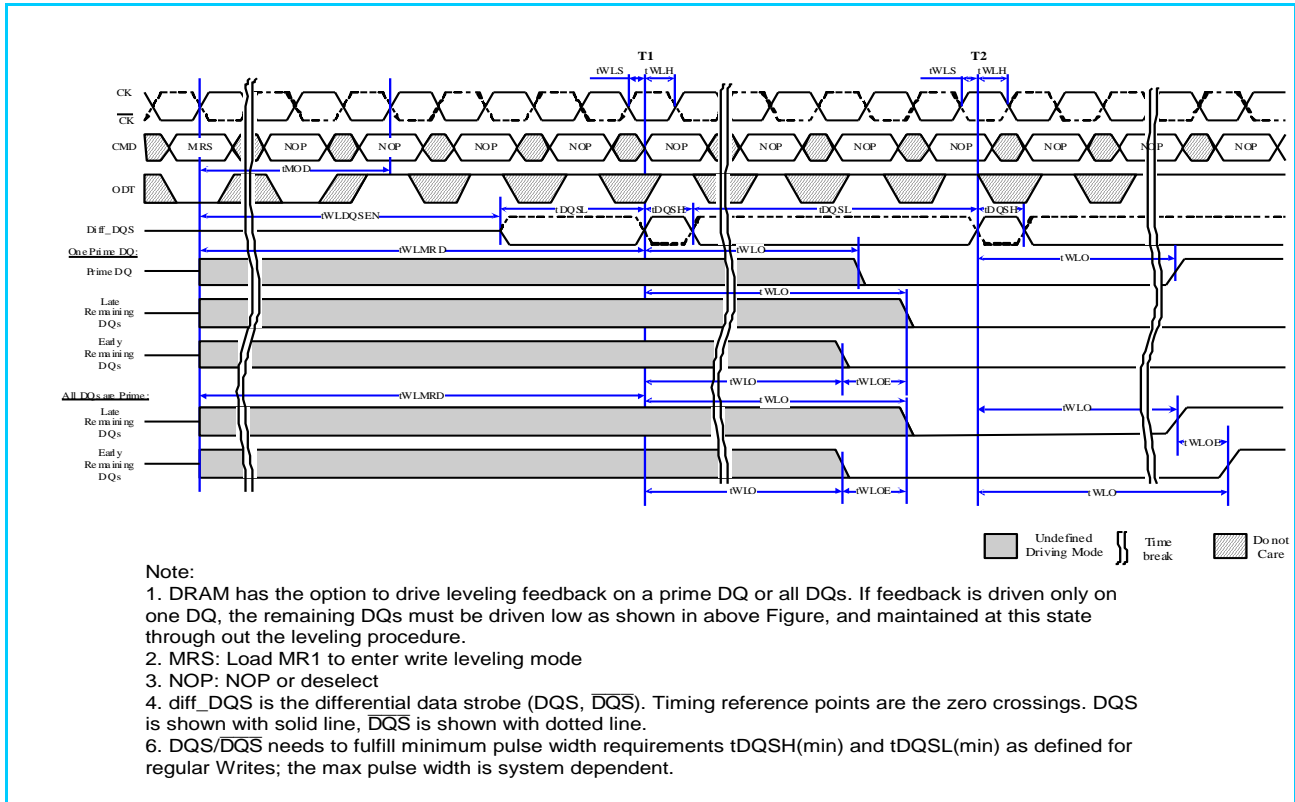 T1 T2
tWLS tWLH tWLS tWLH
CK
CK
CMD MRS NOP NOP NOP NOP NOP NOP NOP NOP NOP NOP NOP
tMOD
ODT
tWLDQSEN tDQSL tDQSH tDQSL tDQSH
Diff_DQS
One Prime DQ:
tWLMRD tWLO tWLO
Prime DQ
Late
Remaining
DQs
tWLO
Early
Remaining
DQs
tWLO tWLOE
All DQs are Prime:
tWLMRD tWLO tWLO
Late
Remaining
DQs
tWLOE
Early
Remaining
DQs
tWLO tWLOE tWLO
Undefined
Driving Mode
Time
break
Do not
Care
Note:
1. DRAM has the option to drive leveling feedback on a prime DQ or all DQs. If feedback is driven only on
one DQ, the remaining DQs must be driven low as shown in above Figure, and maintained at this state
through out the leveling procedure.
2. MRS: Load MR1 to enter write leveling mode
3. NOP: NOP or deselect
4. diff_DQS is the differential data strobe (DQS, DQS). Timing reference points are the zero crossings. DQS
is shown with solid line, DQS is shown with dotted line.
6. DQS/DQS needs to fulfill minimum pulse width requirements tDQSH(min) and tDQSL(min) as defined for
regular Writes; the max pulse width is system dependent.